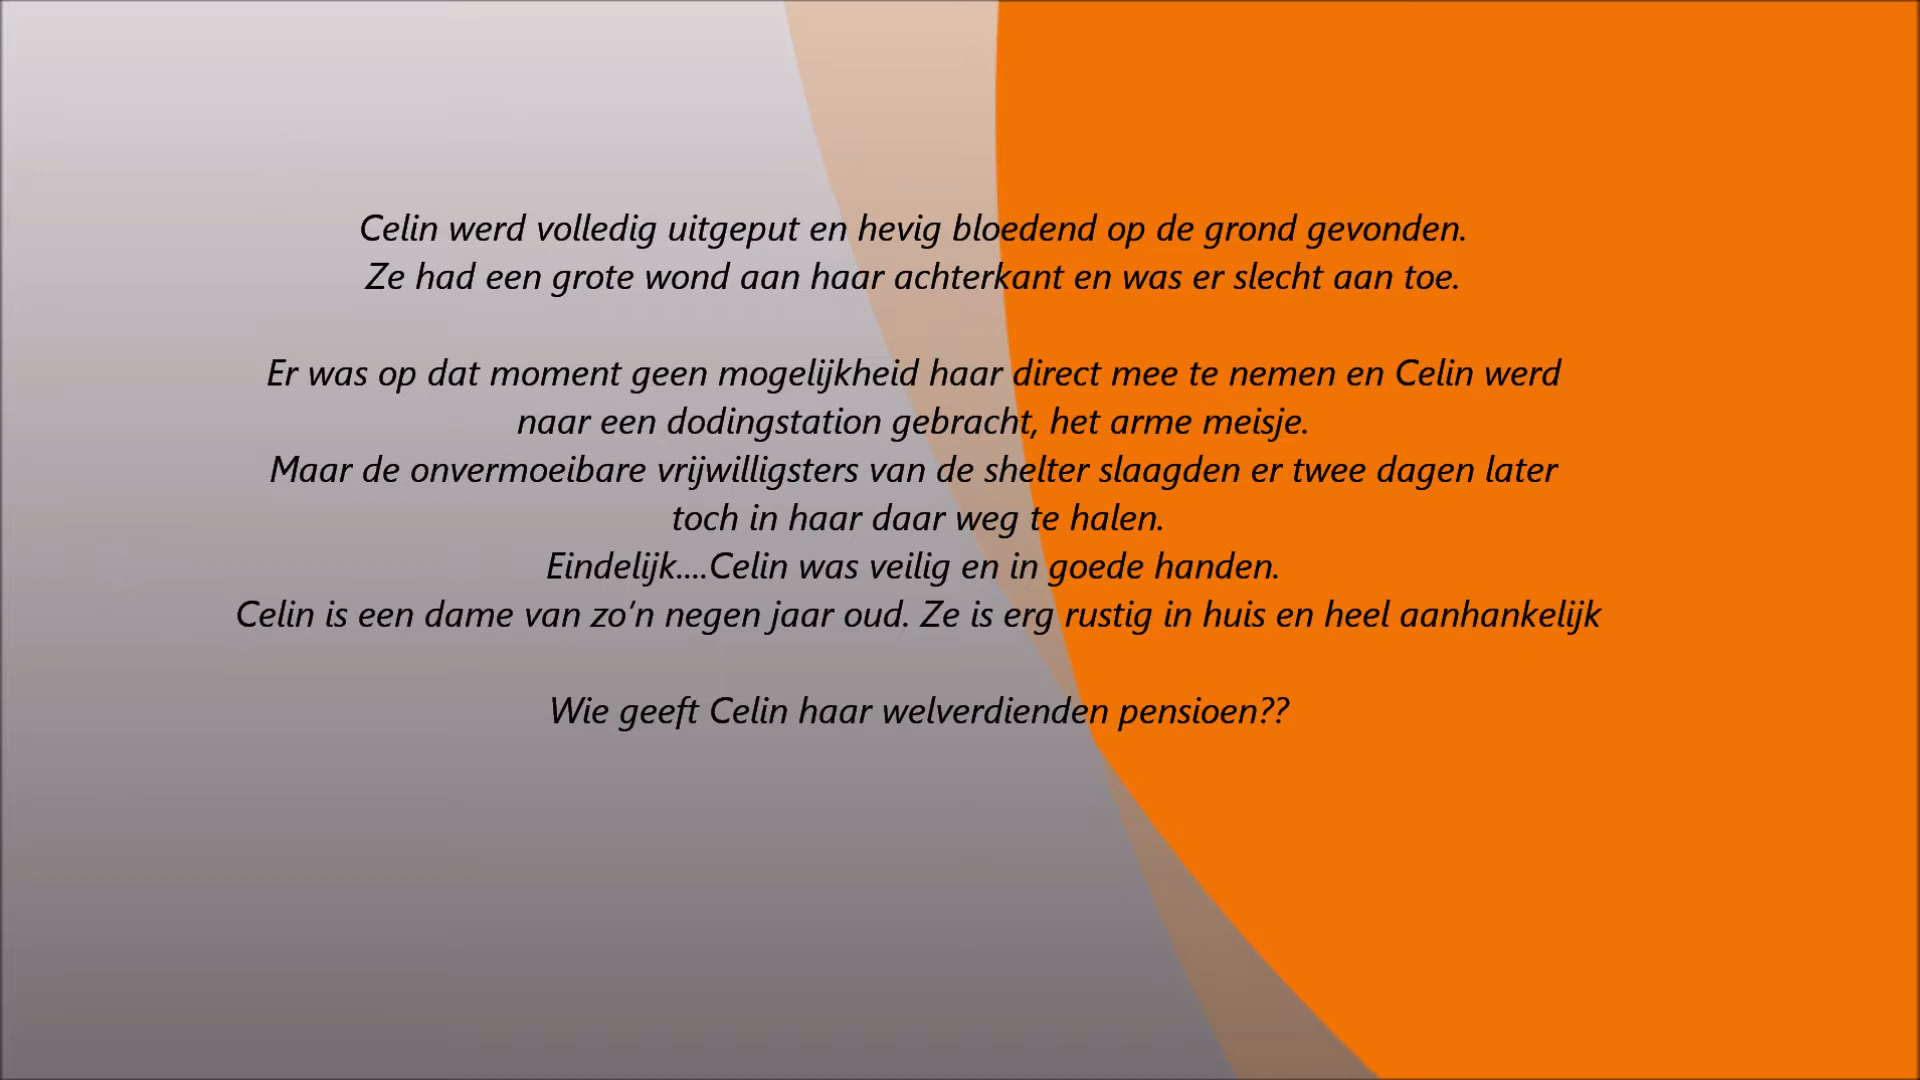 Celin werd volledig uitgeput en hevig bloedend op de grond gevonden.
Ze had een grote wond aan haar achterkant en was er slecht aan toe.
Er was op dat moment geen mogelijkheid haar direct mee te nemen en Celin werd
naar een dodingstation gebracht, het arme meisje.
Maar de onvermoeibare vrijwilligsters van de shelter slaagden er twee dagen later
toch in haar daar weg te halen.
Eindelijk....Celin was veilig en in goede handen.
Celin is een dame van zo'n negen jaar oud. Ze is erg rustig in huis en heel aanhankelijk
Wie geeft Celin haar welverdienden pensioen??